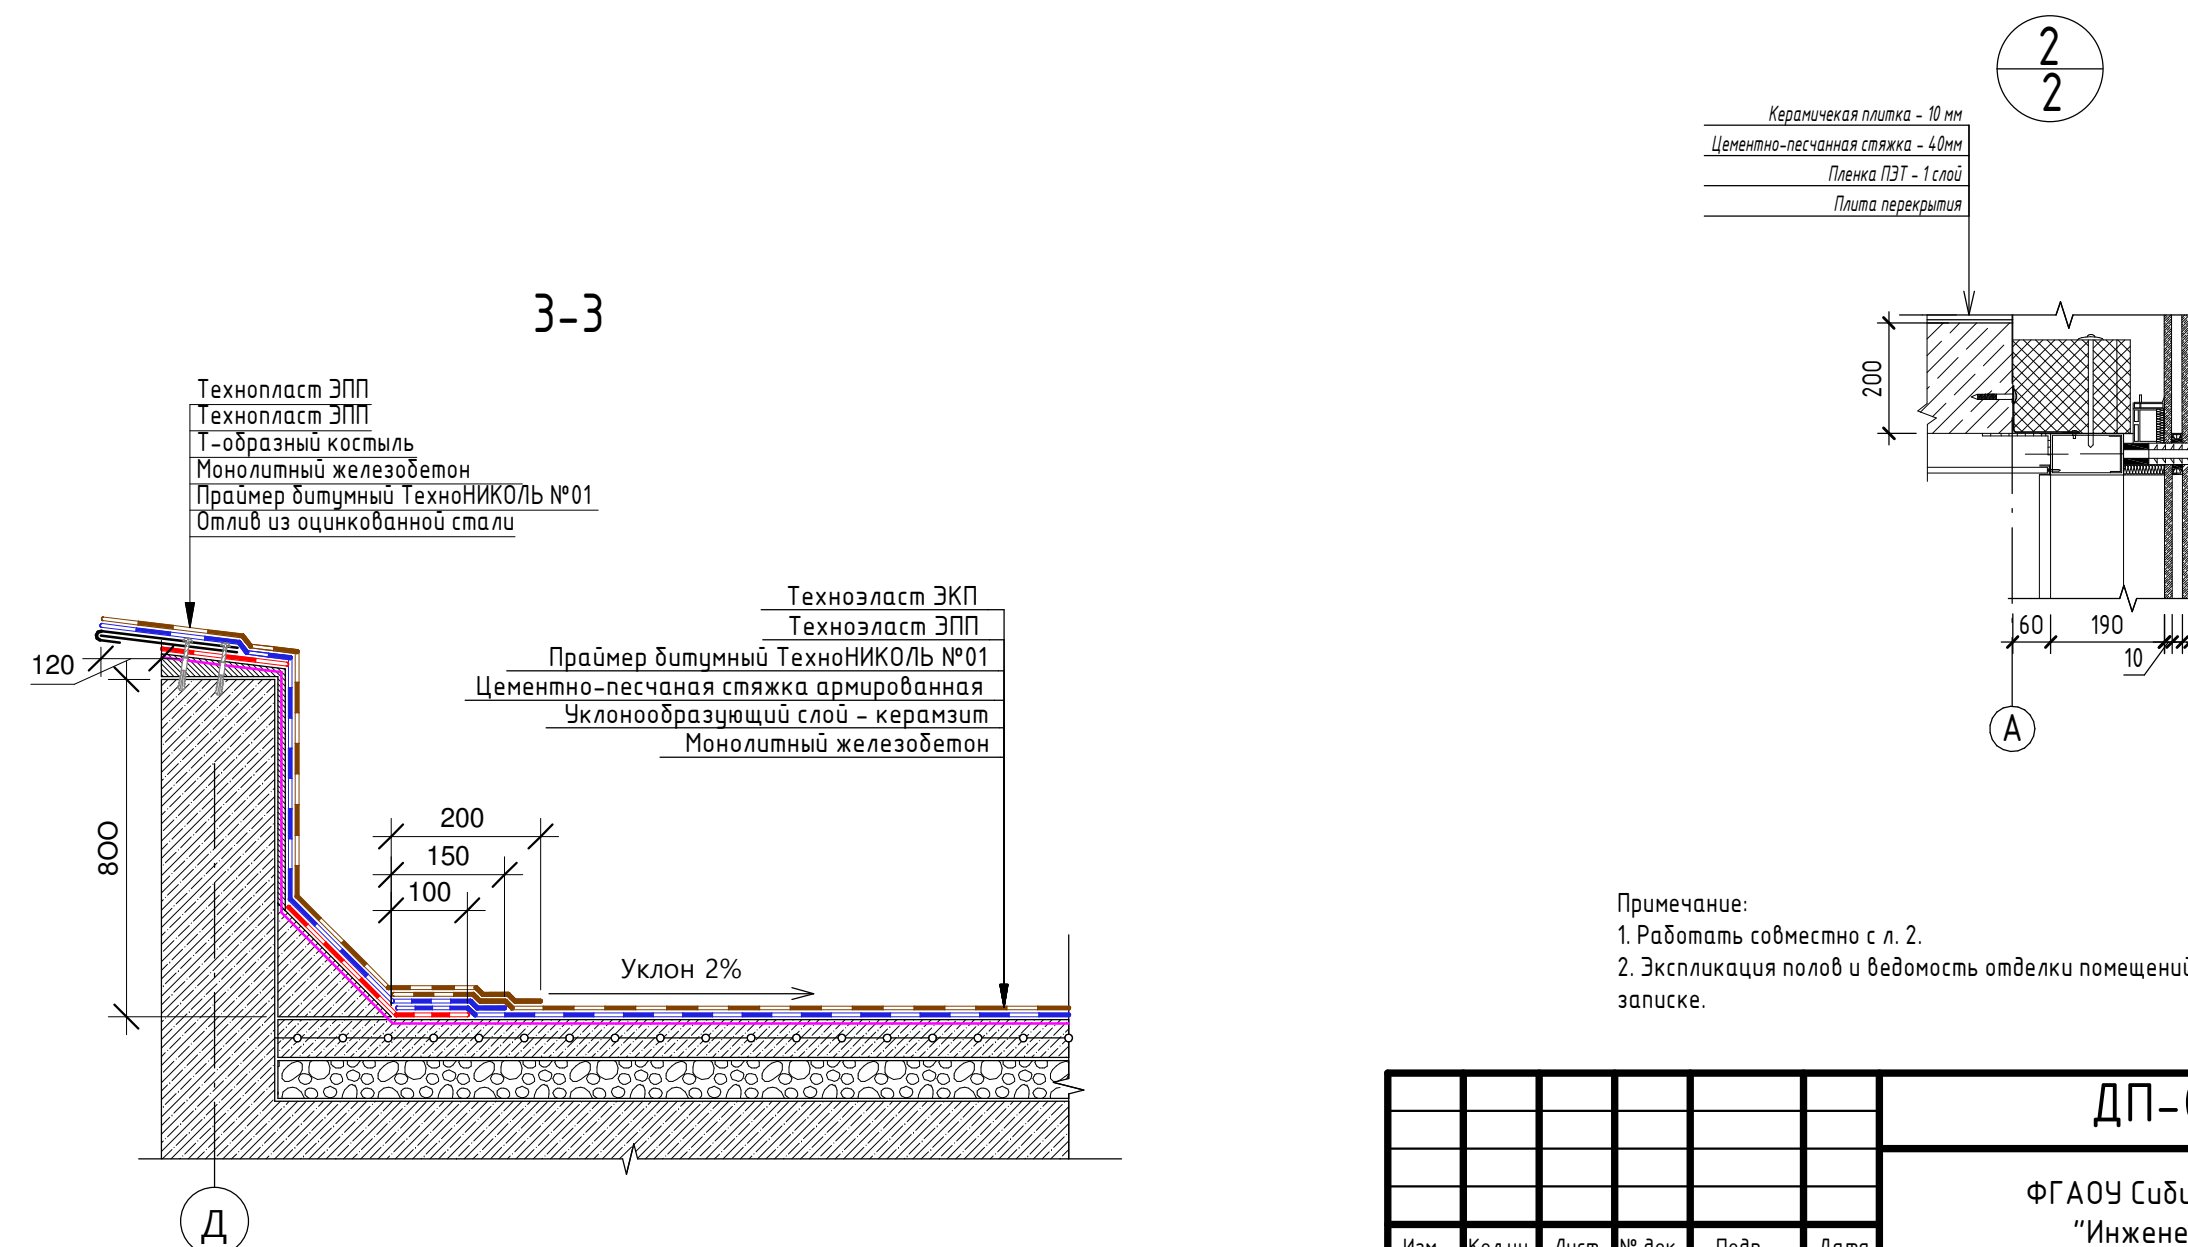 3-3
Технопласт ЭПП
Технопласт ЭПП
Т-образный костыль
Монолитный железобетон
Праймер битумный ТехноНИКОЛЬ №01
Отлив из оцинкованной стали
Техноэласт ЭКП
Техноэласт ЭПП
Праймер битумный ТехноНИКОЛЬ №01
Цементно-песчаная стяжка армированная
Уклонообразующий слой - керамзит
Монолитный железобетон
120
800
200
150
100
Уклон 2%
Д
2
2
Керамичекая плитка - 10 мм
Цементно-песчанная стяжка - 40мм
Пленка ПЭТ - 1 слой
Плита перекрытия
200
60
190
10
А
Примечание:
1. Работать совместно с л. 2.
2. Экспликация полов и ведомость отделки помещений
записке.
ДП-
ФГАОУ Сиби
"Инжене
Изм. Кол.уч. Лист № док. Подп. Дата